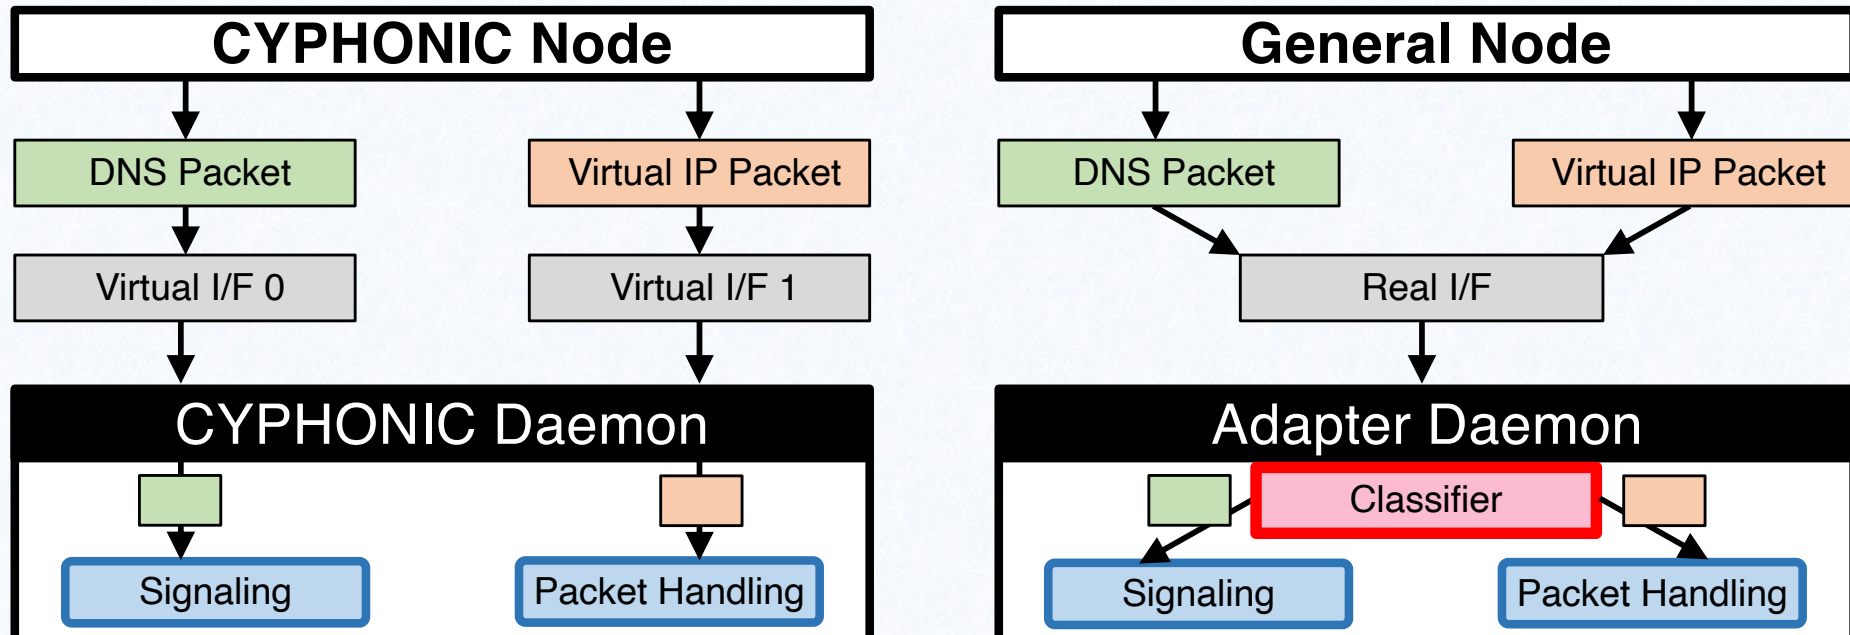 CYPHONIC Node
DNS Packet
Virtual IP Packet
Virtual I/F 0
Virtual I/F 1
CYPHONIC Daemon
Signaling
Packet Handling
General Node
DNS Packet
Virtual IP Packet
Real I/F
Adapter Daemon
Classifier
Signaling
Packet Handling